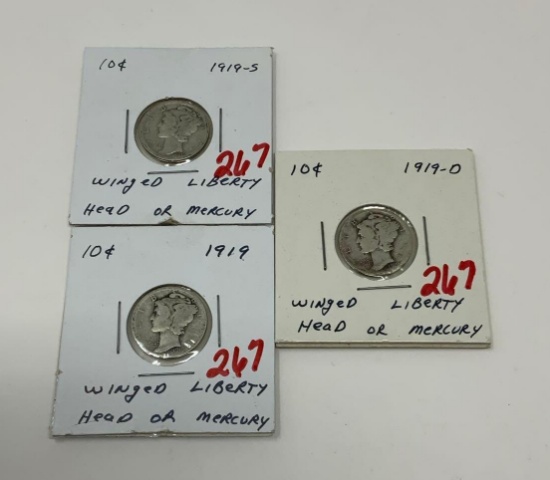 10¢ 1919-S
267
WINGED LIBERTY
HEAD OR MERCURY
10¢ 1919-D
267
WINGED LIBERTY
HEAD OR MERCURY
10¢ 1919
267
WINGED LIBERTY
HEAD OR MERCURY